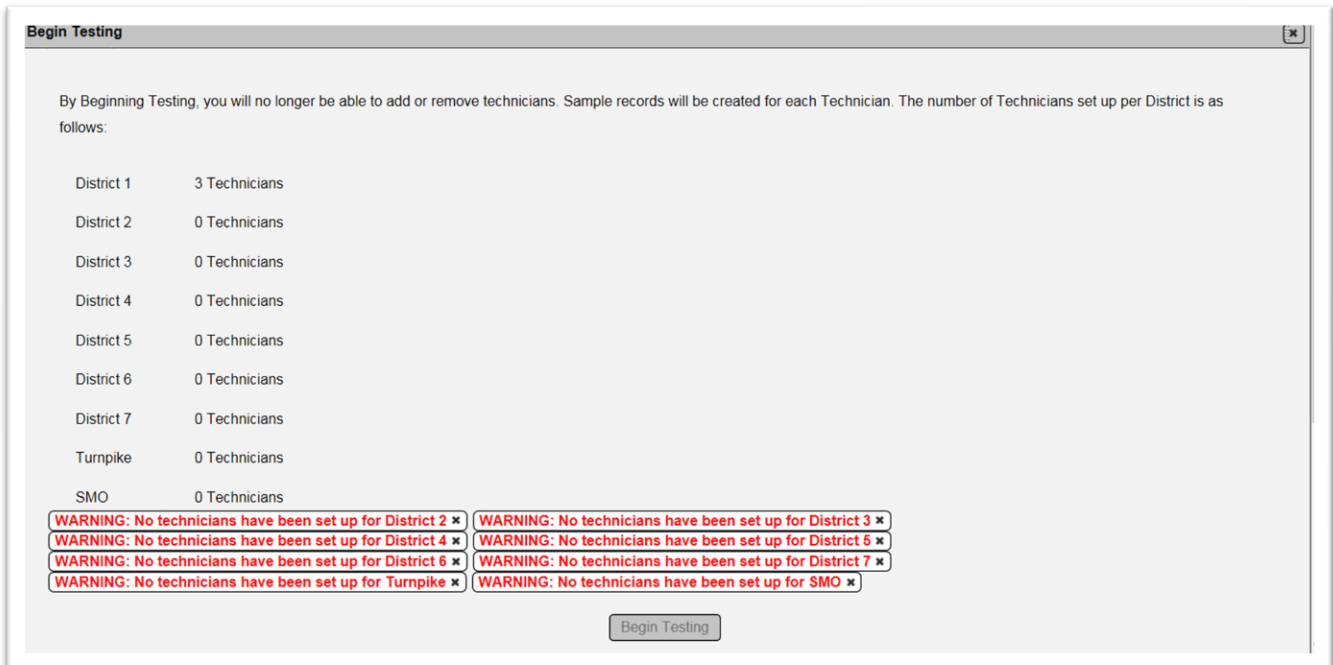 Begin Testing
By Beginning Testing, you will no longer be able to add or remove technicians. Sample records will be created for each Technician. The number of Technicians set up per District is as
follows:
District 1 3 Technicians
District 2 0 Technicians
District 3 0 Technicians
District 4 0 Technicians
District 5 0 Technicians
District 6 0 Technicians
District 7 0 Technicians
Turnpike 0 Technicians
SMO 0 Technicians
WARNING: No technicians have been set up for District 2 × WARNING: No technicians have been set up for District 3 ×
WARNING: No technicians have been set up for District 4 × WARNING: No technicians have been set up for District 5 ×
WARNING: No technicians have been set up for District 6 × WARNING: No technicians have been set up for District 7 ×
WARNING: No technicians have been set up for Turnpike × WARNING: No technicians have been set up for SMO ×
Begin Testing